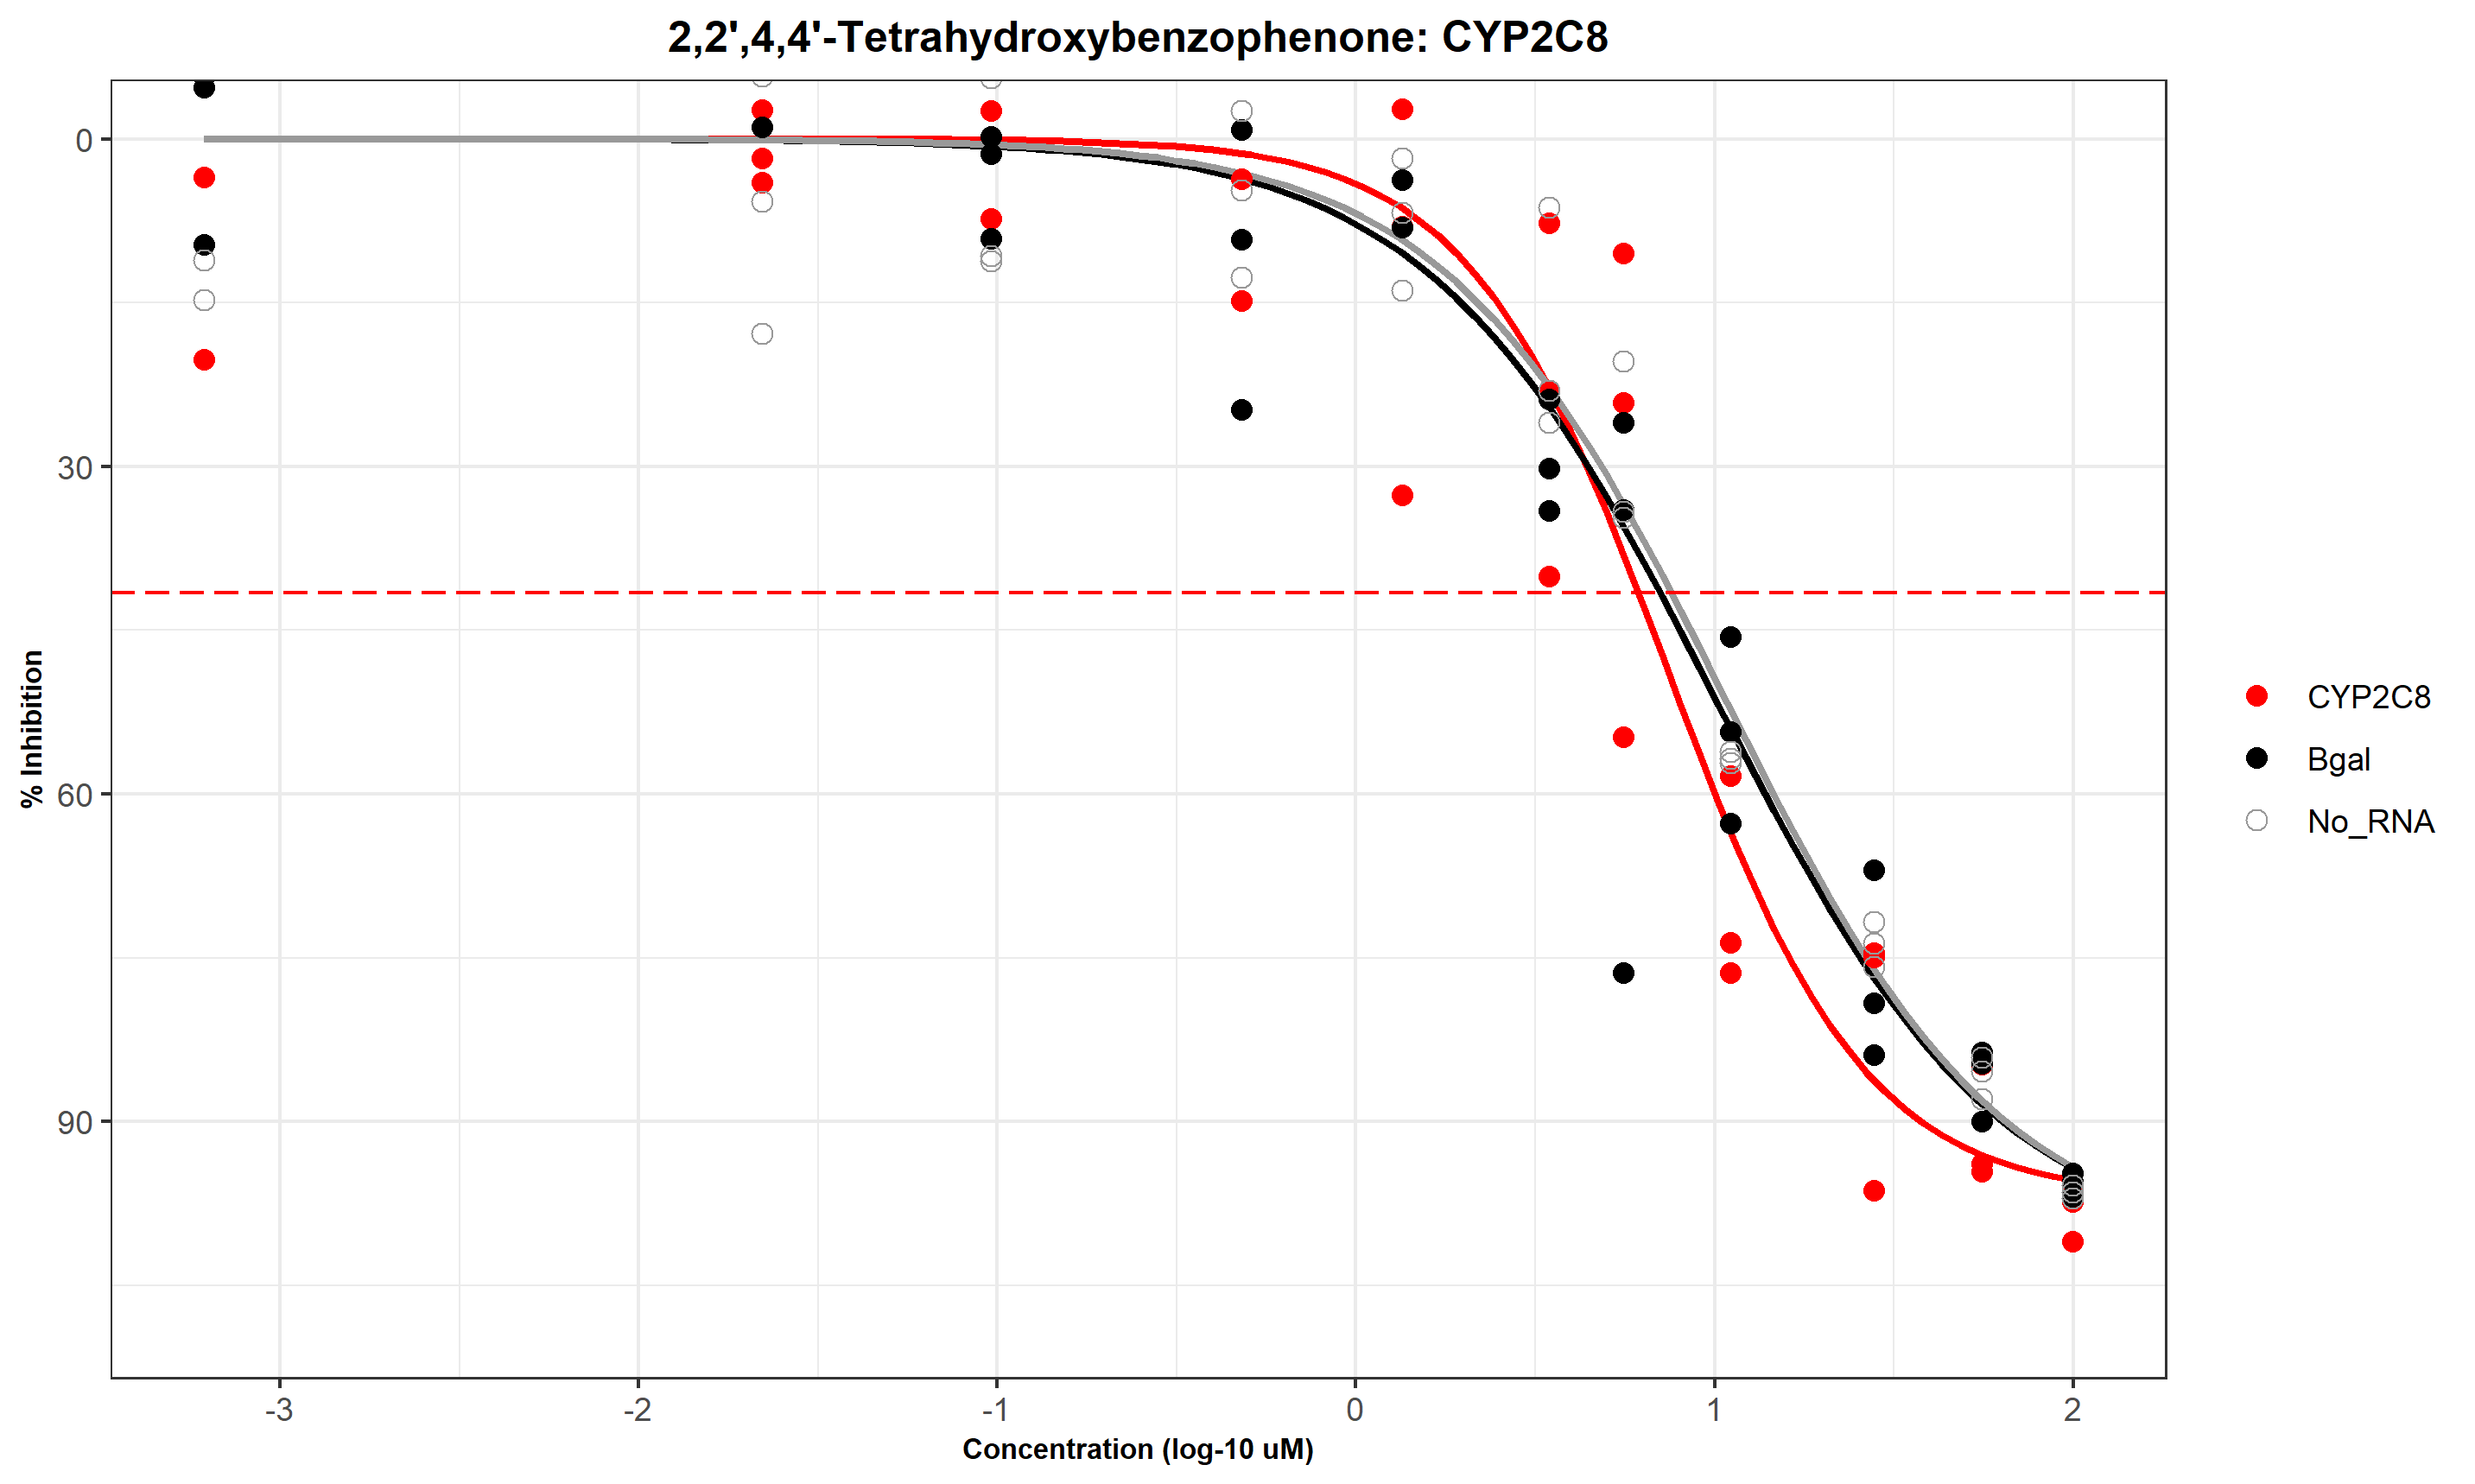 2,2',4,4'-Tetrahydroxybenzophenone: CYP2C8
% Inhibition
0
30
60
90
-3
-2
-1
0
1
2
Concentration (log-10 uM)
CYP2C8
Bgal
No_RNA